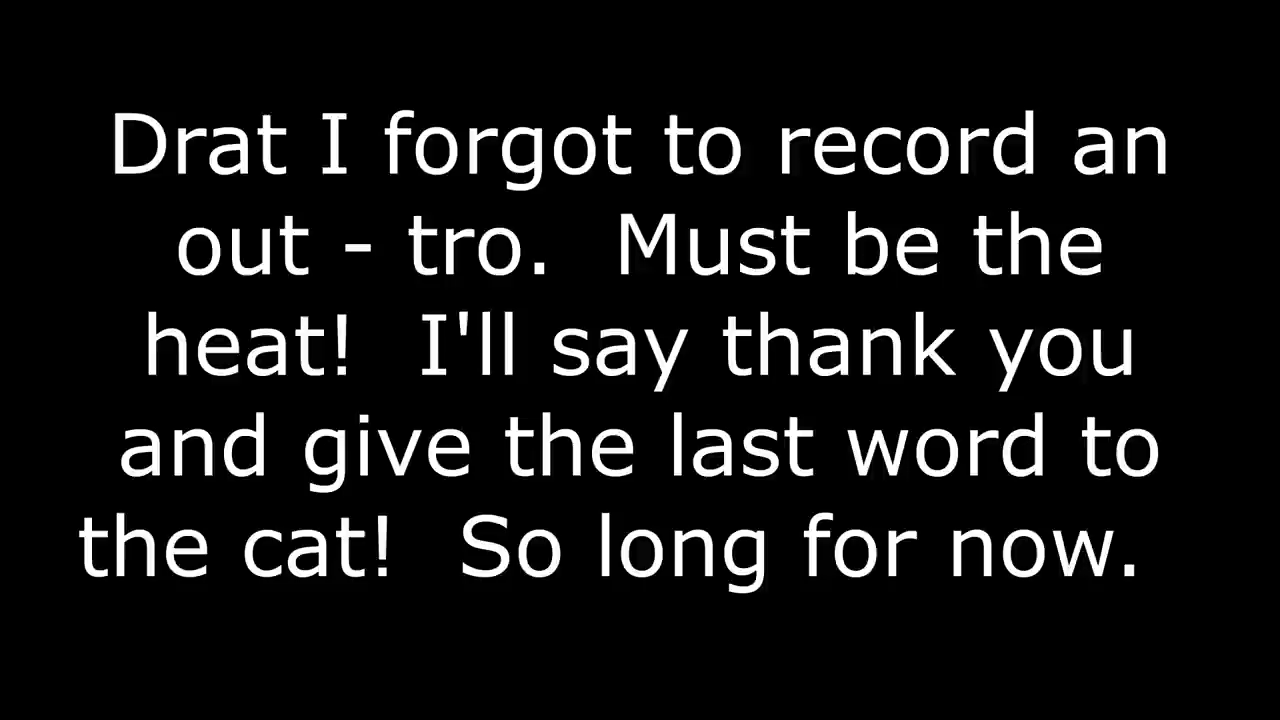 Drat I forgot to record an
out - tro.  Must be the
heat!  I'll say thank you
and give the last word to
the cat!  So long for now.